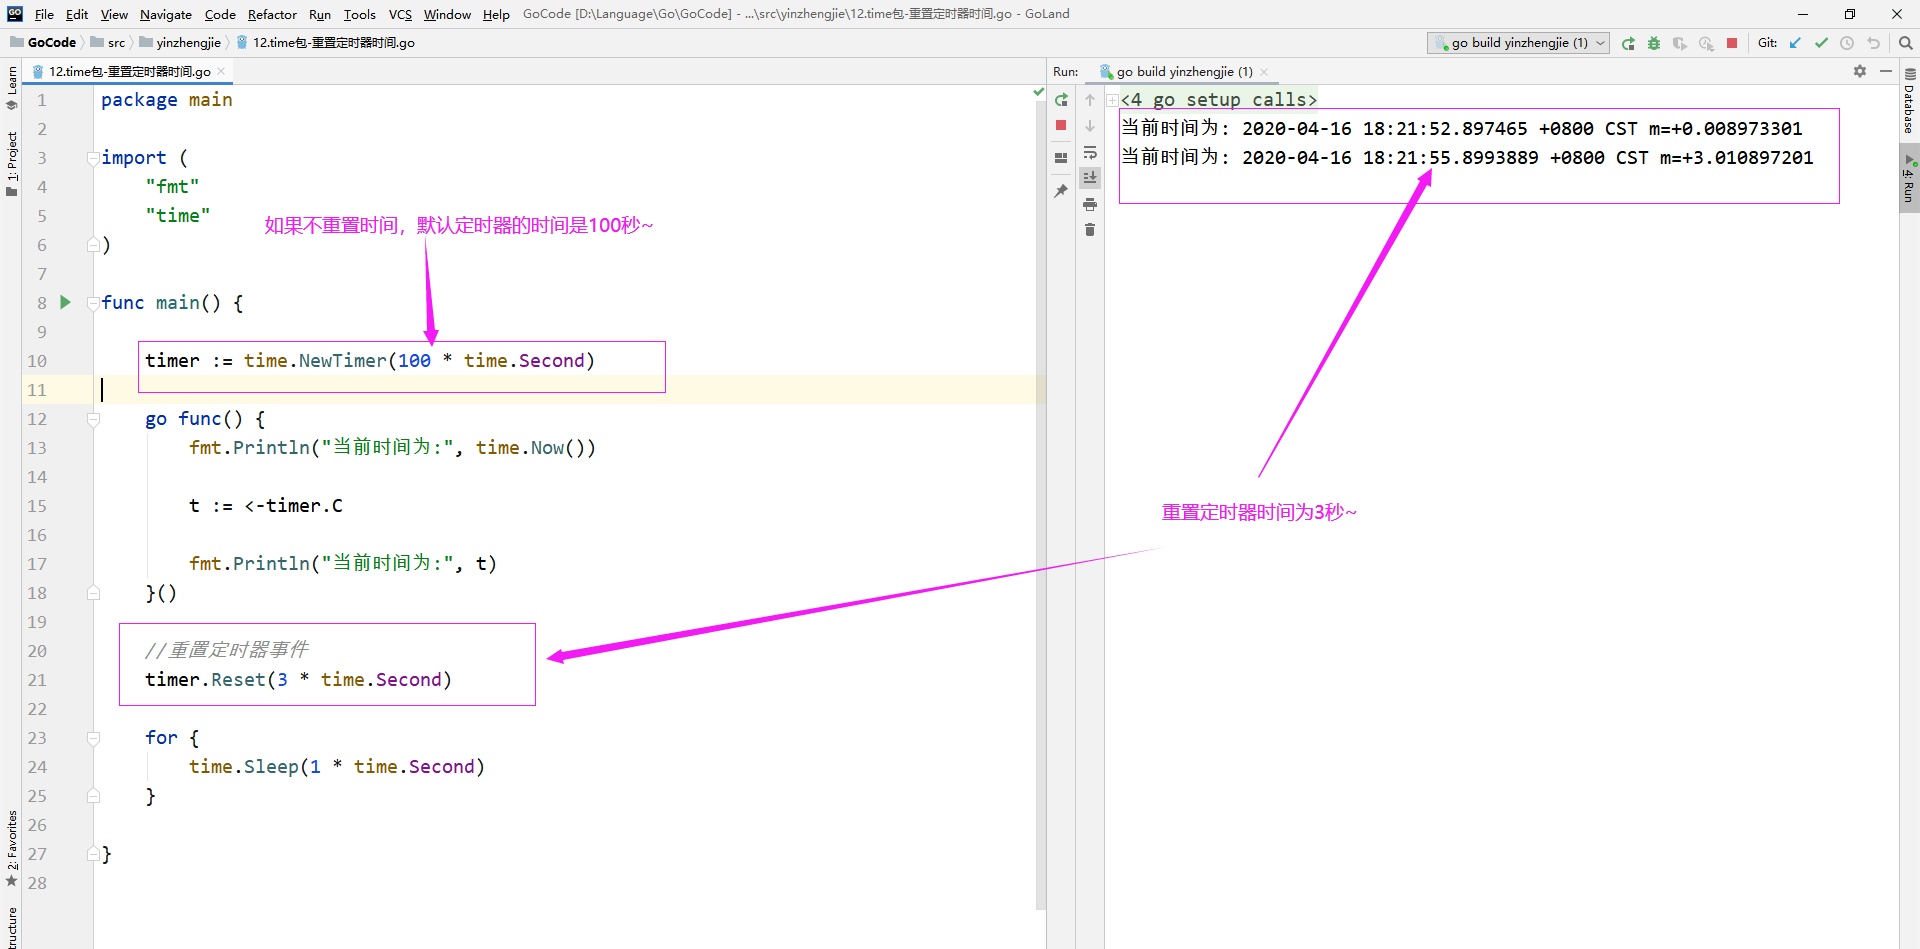 File Edit View Navigate Code Refactor Run Tools VCS Window Help GoCode [D:\Language\Go\GoCode] - ...\src\yinzhengjie\12.time包-重置定时器时间.go - GoLand
GoCode src yinzhengjie 12.time包-重置定时器时间.go
go build yinzhengjie (1) Git:
Learn
1: Project
2: Favorites
tructure
12.time包-重置定时器时间.go
1 package main
2
3 import (
4 "fmt"
5 "time"
如果不重置时间，默认定时器的时间是100秒~
6 )
7
8 func main() {
9
10 timer := time.NewTimer(100 * time.Second)
11
12 go func() {
13 fmt.Println("当前时间为:", time.Now())
14
15 t := <-timer.C
16
17 fmt.Println("当前时间为:", t)
18 }()
19
20 //重置定时器事件
21 timer.Reset(3 * time.Second)
22
23 for {
24 time.Sleep(1 * time.Second)
25 }
26
27 }
28
Run: go build yinzhengjie (1)
<4 go setup calls>
当前时间为: 2020-04-16 18:21:52.897465 +0800 CST m=+0.008973301
当前时间为: 2020-04-16 18:21:55.8993889 +0800 CST m=+3.010897201
重置定时器时间为3秒~
Database
4: Run